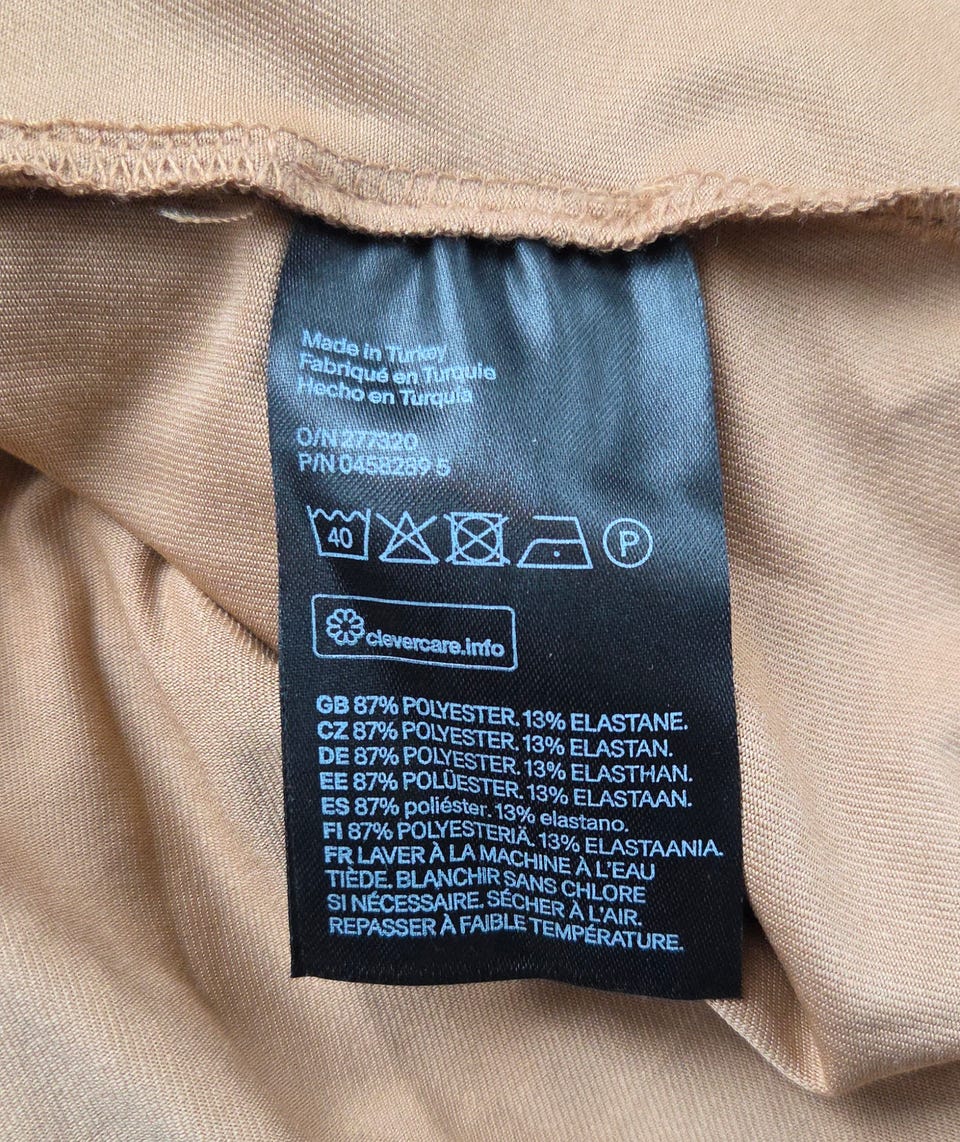 Made in Turkey
Fabriqué en Turquie
Hecho en Turquía
O/N 277320
P/N 0458289 5
40 P
clevercare.info
GB 87% POLYESTER. 13% ELASTANE.
CZ 87% POLYESTER. 13% ELASTAN.
DE 87% POLYESTER. 13% ELASTHAN.
EE 87% POLÜESTER. 13% ELASTAAN.
ES 87% poliéster. 13% elastano.
FI 87% POLYESTERIÄ. 13% ELASTAANIA.
FR LAVER À LA MACHINE À L'EAU
TIÈDE. BLANCHIR SANS CHLORE
SI NÉCESSAIRE. SÉCHER À L'AIR.
REPASSER À FAIBLE TEMPÉRATURE.